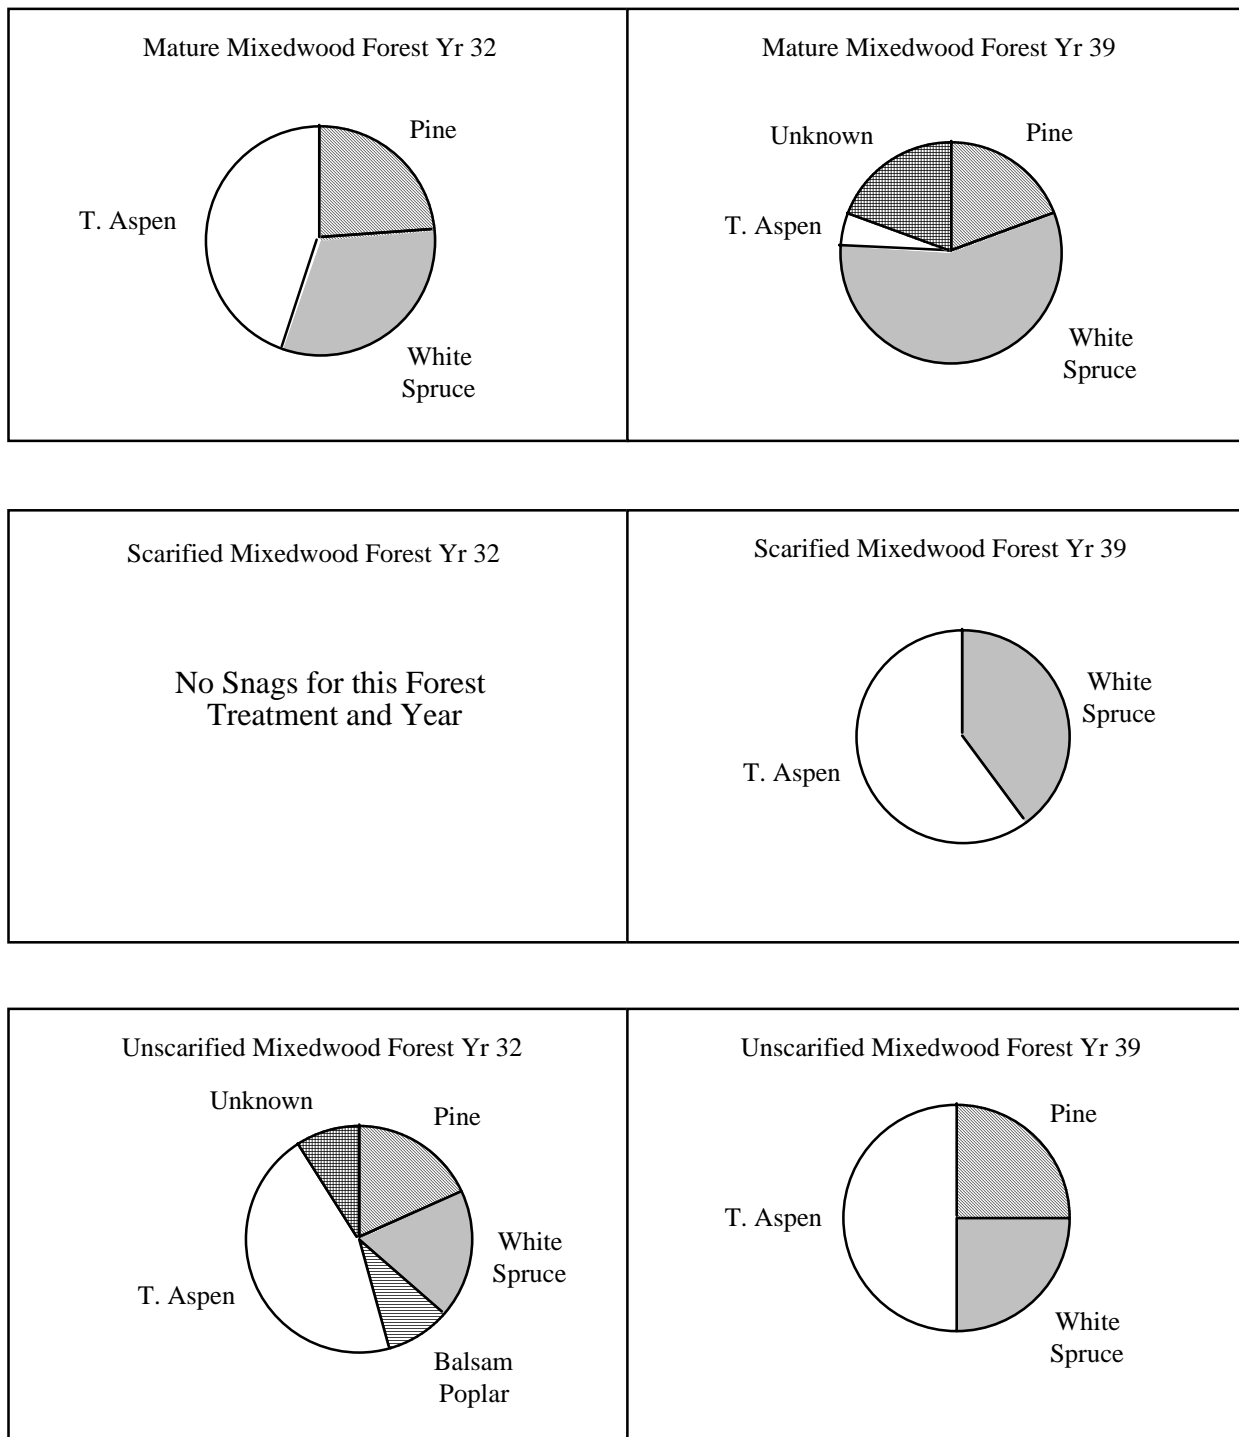 Mature Mixedwood Forest Yr 32
Pine
T. Aspen
White
Spruce
Mature Mixedwood Forest Yr 39
Unknown
Pine
T. Aspen
White
Spruce
Scarified Mixedwood Forest Yr 32
No Snags for this Forest
Treatment and Year
Scarified Mixedwood Forest Yr 39
White
Spruce
T. Aspen
Unscarified Mixedwood Forest Yr 32
Unknown
Pine
White
Spruce
T. Aspen
Balsam
Poplar
Unscarified Mixedwood Forest Yr 39
Pine
T. Aspen
White
Spruce